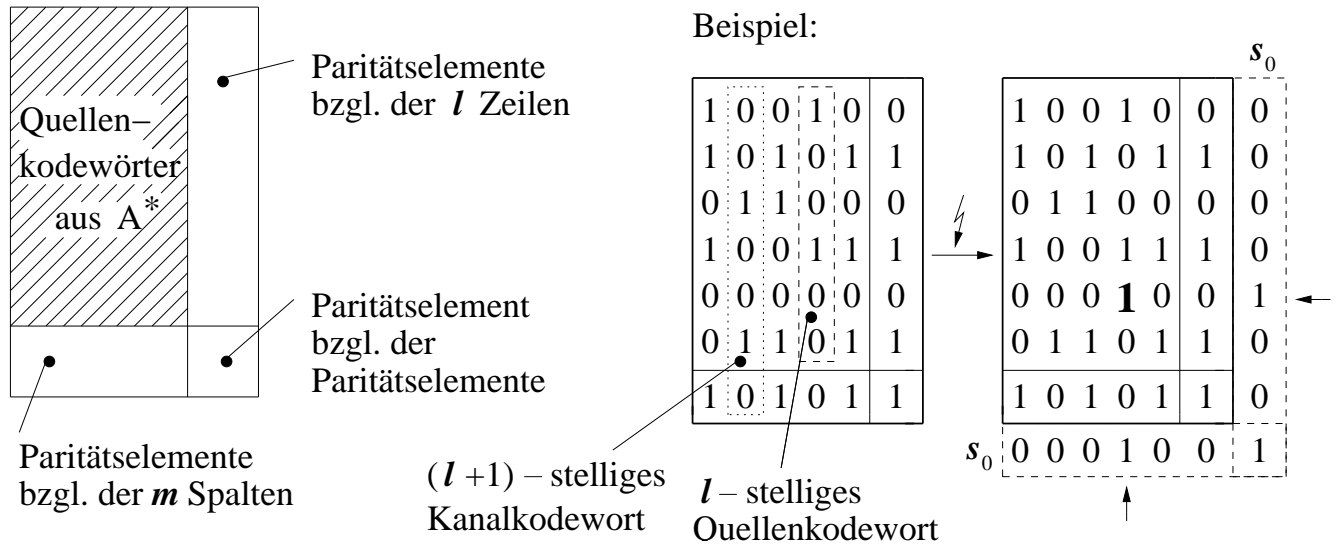 Quellen–
kodewörter
aus A*
Paritätselemente
bzgl. der l Zeilen
Paritätselement
bzgl. der
Paritätselemente
Paritätselemente
bzgl. der m Spalten
Beispiel:
1 0 0 1 0 0
1 0 1 0 1 1
0 1 1 0 0 0
1 0 0 1 1 1
0 0 0 0 0 0
0 1 1 0 1 1
1 0 1 0 1 1
(l +1) – stelliges
Kanalkodewort
l – stelliges
Quellenkodewort
s0
1 0 0 1 0 0 0
1 0 1 0 1 1 0
0 1 1 0 0 0 0
1 0 0 1 1 1 0
0 0 0 1 0 0 1
0 1 1 0 1 1 0
1 0 1 0 1 1 0
s0 0 0 0 1 0 0 1